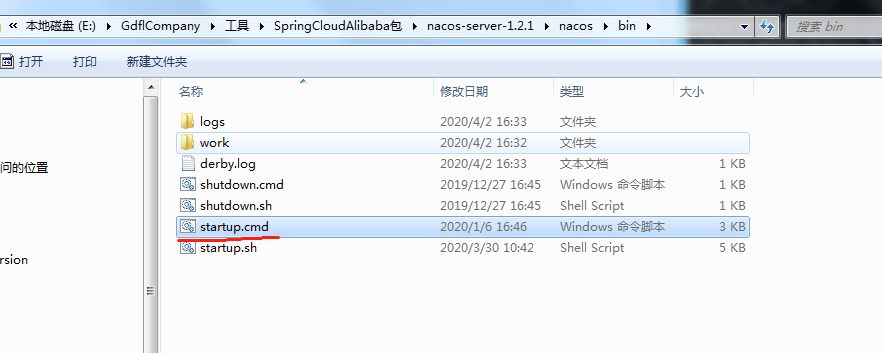 « 本地磁盘 (E:) ▸ GdflCompany ▸ 工具 ▸ SpringCloudAlibaba包 ▸ nacos-server-1.2.1 ▸ nacos ▸ bin ▸ 搜索 bin
打开 打印 新建文件夹
名称 修改日期 类型 大小
logs 2020/4/2 16:33 文件夹
work 2020/4/2 16:32 文件夹
问的位置
derby.log 2020/4/2 16:33 文本文档 1 KB
shutdown.cmd 2019/12/27 16:45 Windows 命令脚本 1 KB
shutdown.sh 2019/12/27 16:45 Shell Script 1 KB
startup.cmd 2020/1/6 16:46 Windows 命令脚本 3 KB
startup.sh 2020/3/30 10:42 Shell Script 5 KB
rsion